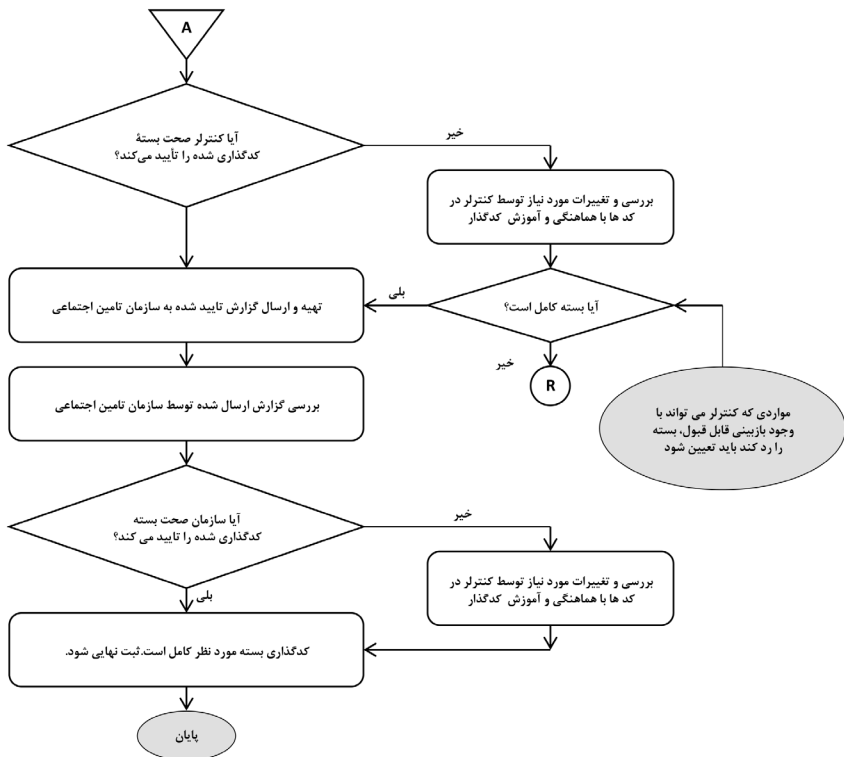 A
آیا کنترلر صحت بستۀ
کدگذاری شده را تأیید می‌کند؟
خیر
بررسی و تغییرات مورد نیاز توسط کنترلر در
کد ها با هماهنگی و آموزش کدگذار
آیا بسته کامل است؟
بلی
تهیه و ارسال گزارش تایید شده به سازمان تامین اجتماعی
خیر
R
مواردی که کنترلر می تواند با
وجود بازبینی قابل قبول، بسته
را رد کند باید تعیین شود
بررسی گزارش ارسال شده توسط سازمان تامین اجتماعی
آیا سازمان صحت بسته
کدگذاری شده را تایید می کند؟
خیر
بررسی و تغییرات مورد نیاز توسط کنترلر در
کد ها با هماهنگی و آموزش کدگذار
بلی
کدگذاری بسته مورد نظر کامل است.ثبت نهایی شود.
پایان